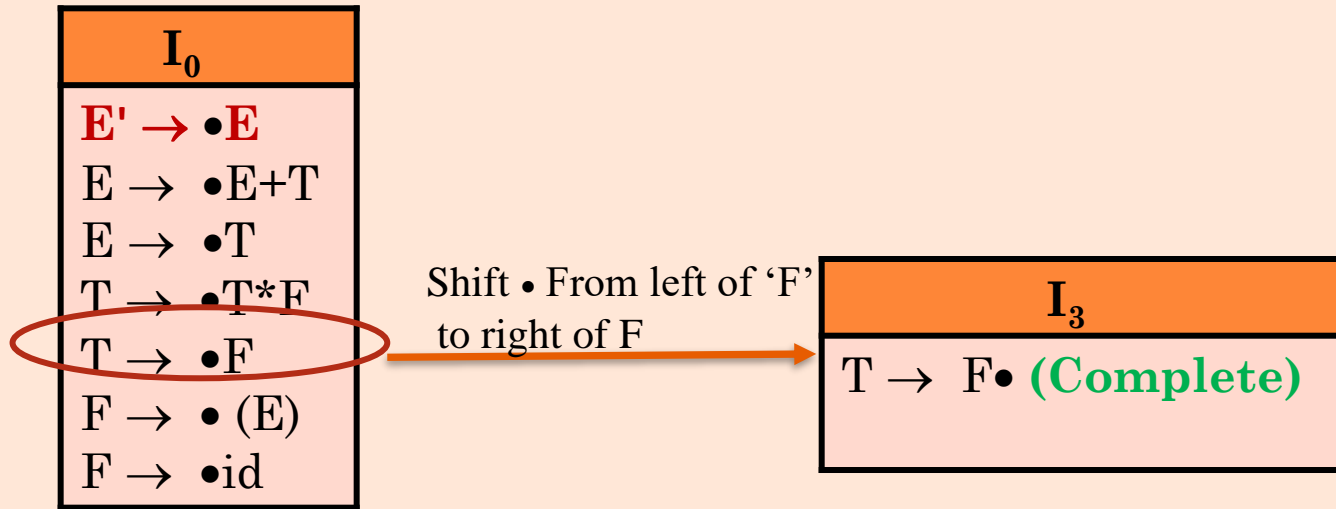 I₀
E' → •E
E → •E+T
E → •T
T → •T*F
T → •F
F → • (E)
F → •id
Shift • From left of ‘F’
to right of F
I₃
T → F• (Complete)